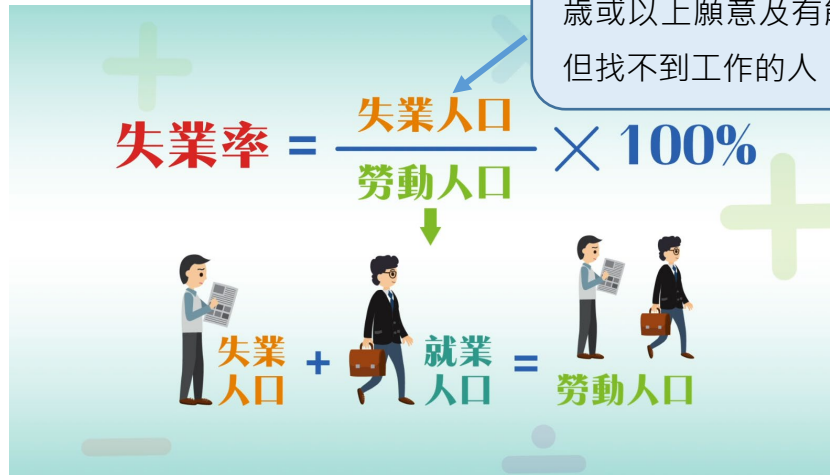 歲或以上願意及有能
但找不到工作的人
失業率 = 失業人口 × 100%
勞動人口
失業 + 就業 =
人口 人口 勞動人口